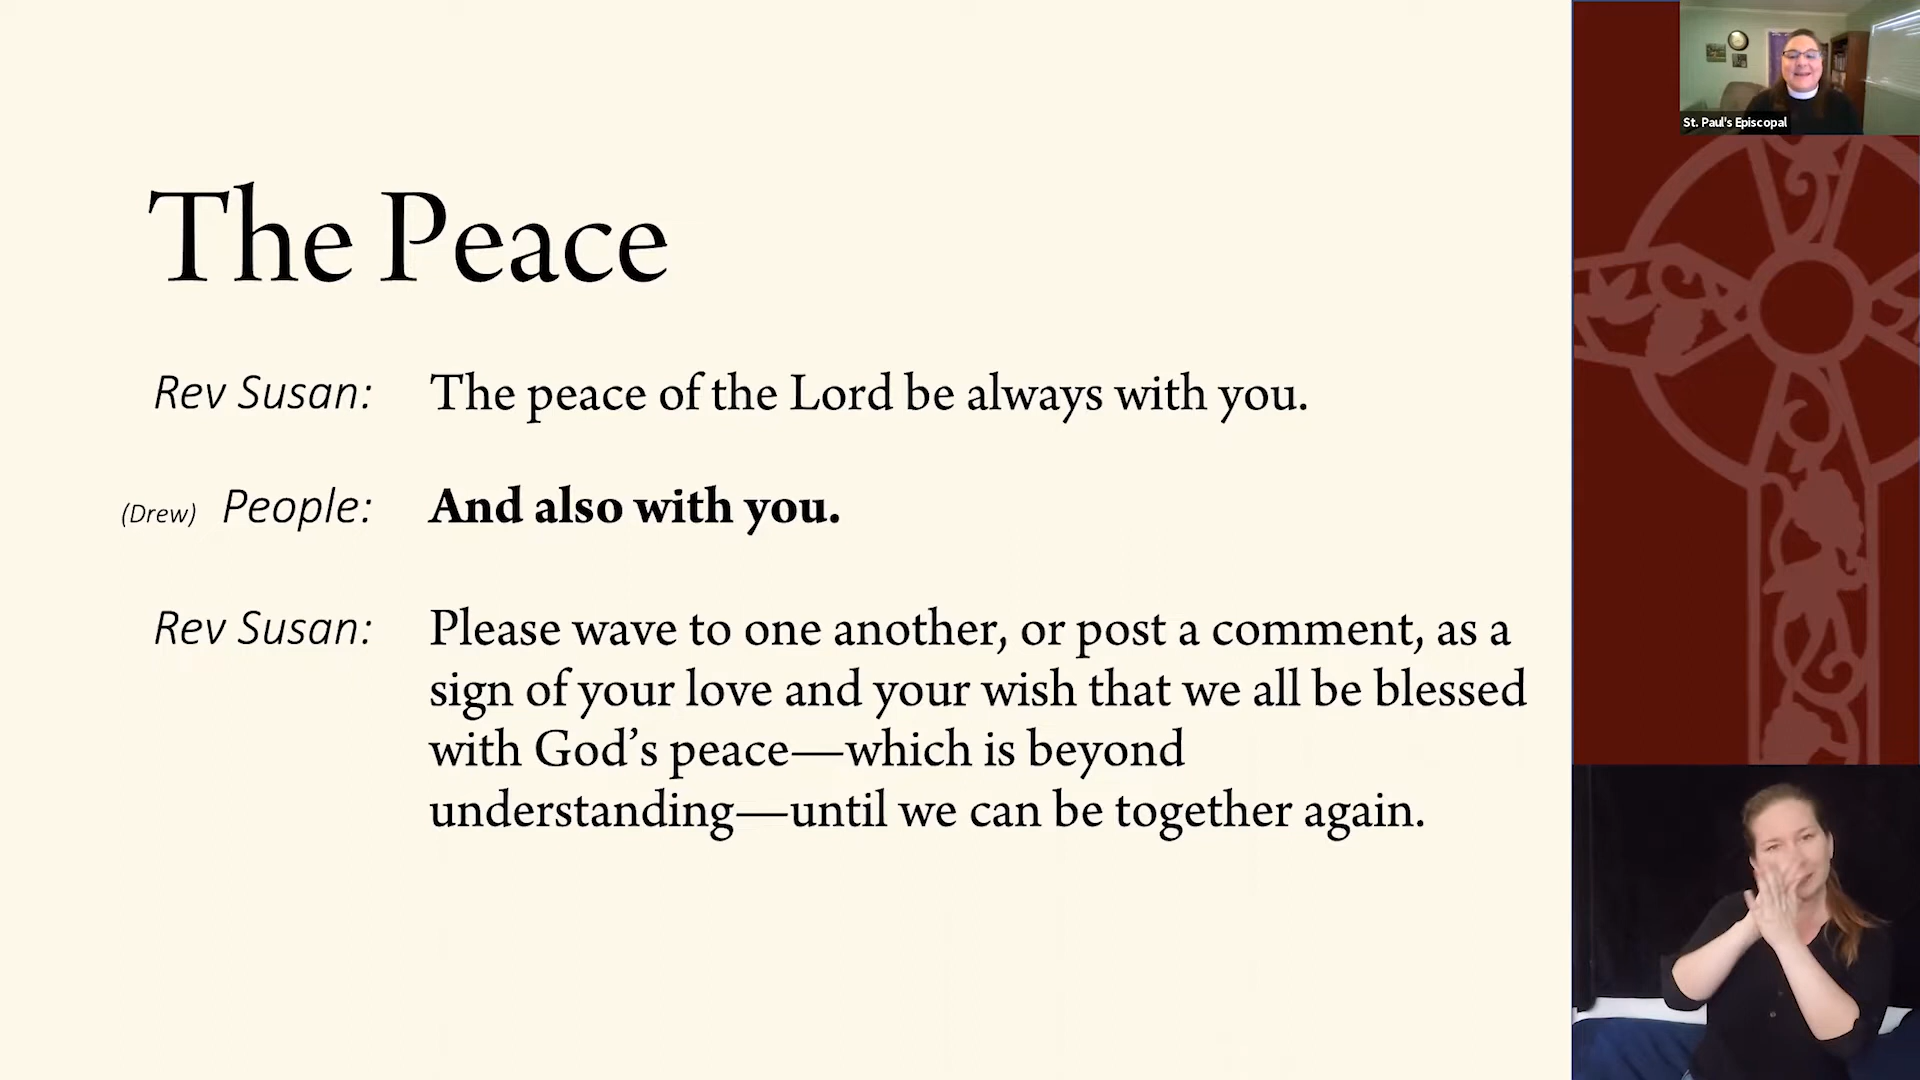 St. Paul's Episcopal
The Peace
Rev Susan: The peace of the Lord be always with you.
(Drew) People: And also with you.
Rev Susan: Please wave to one another, or post a comment, as a
sign of your love and your wish that we all be blessed
with God’s peace—which is beyond
understanding—until we can be together again.